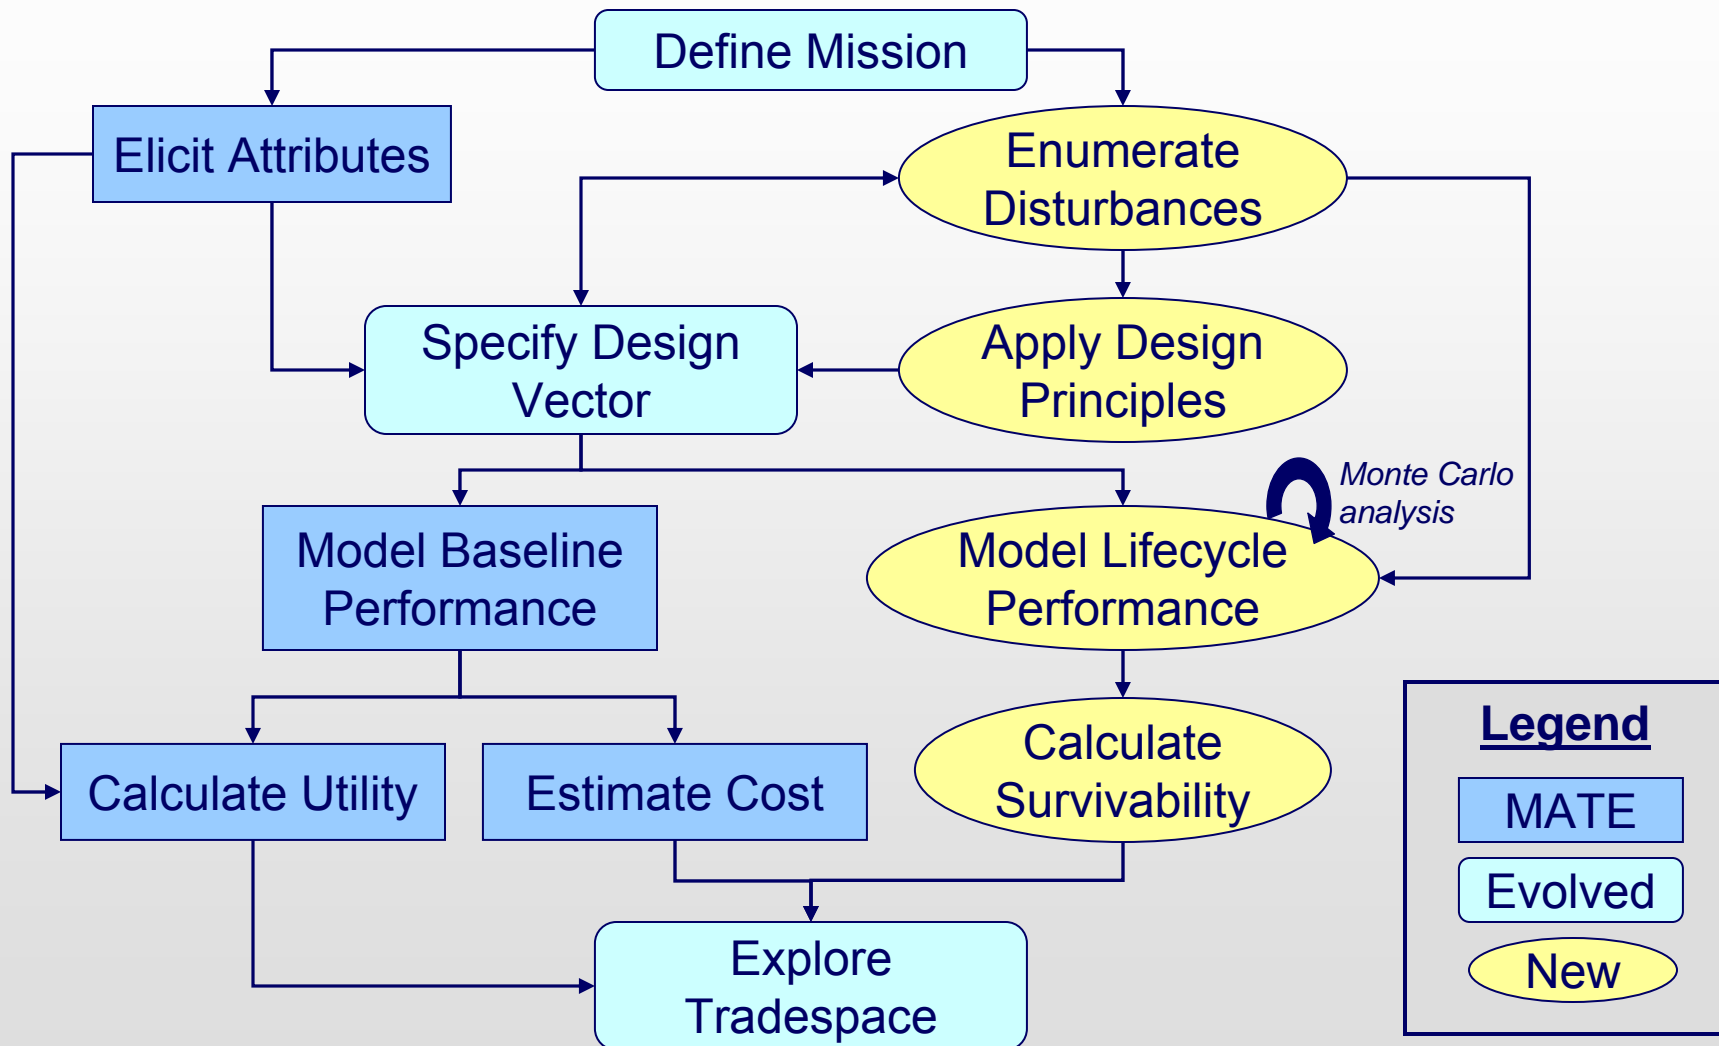 Define Mission
Elicit Attributes
Enumerate
Disturbances
Specify Design
Vector
Apply Design
Principles
Monte Carlo
analysis
Model Baseline
Performance
Model Lifecycle
Performance
Calculate Utility
Estimate Cost
Calculate
Survivability
Explore
Tradespace
Legend
MATE
Evolved
New